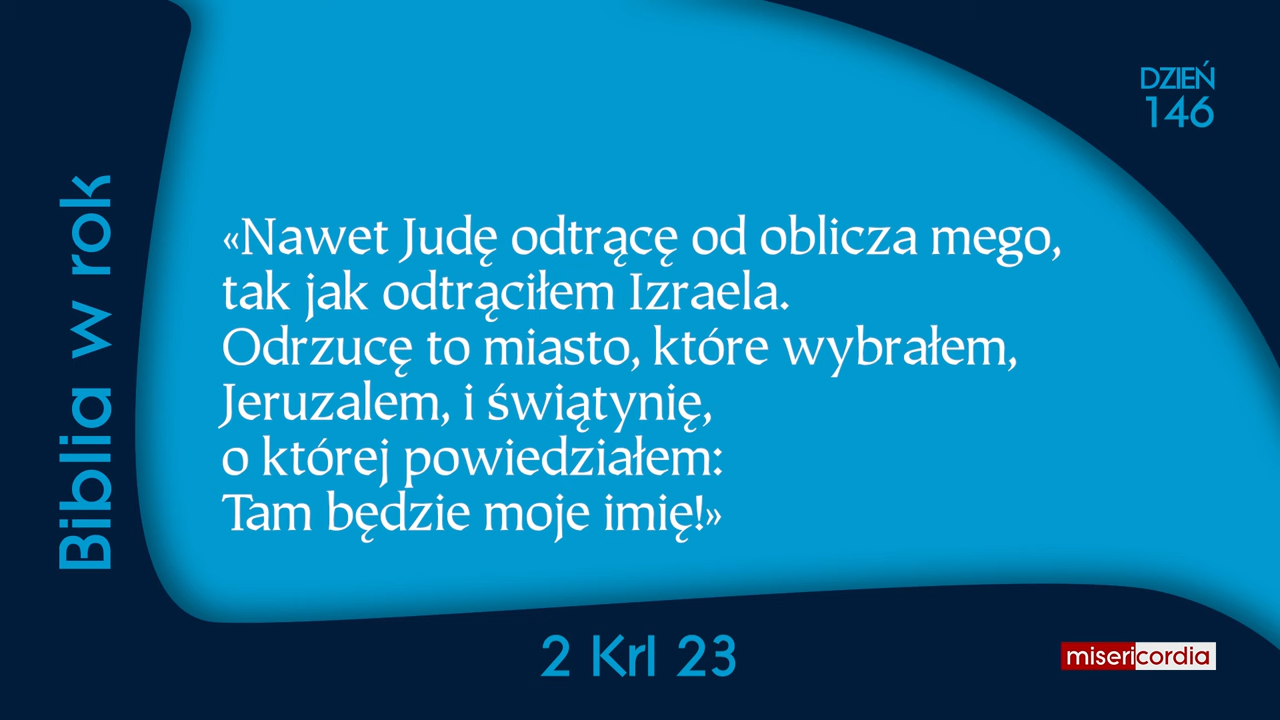 DZIEŃ
146
Biblia w rok
«Nawet Judę odtrącę od oblicza mego,
tak jak odtrąciłem Izraela.
Odrzucę to miasto, które wybrałem,
Jeruzalem, i świątynię,
o której powiedziałem:
Tam będzie moje imię!»
2 Krl 23
misericordia